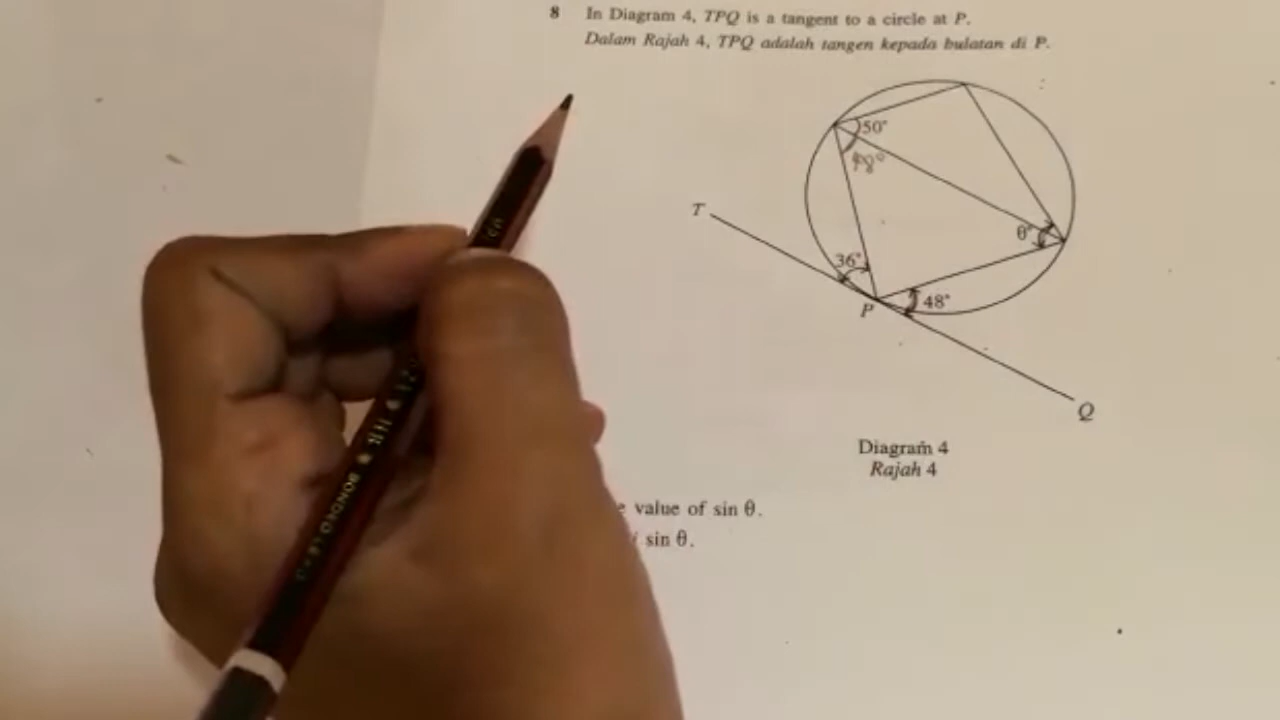 8 In Diagram 4, TPQ is a tangent to a circle at P.
Dalam Rajah 4, TPQ adalah tangen kepada bulatan di P.
50°
48°
T
θ°
36°
48°
P
Q
Diagram 4
Rajah 4
value of sin θ.
sin θ.